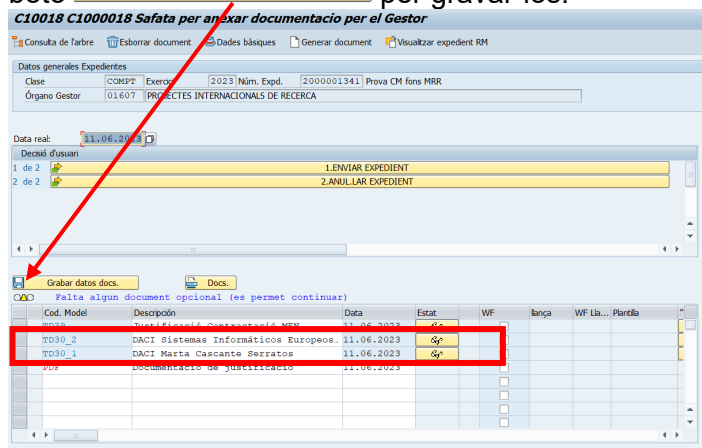 botó per gravar-les.
C10018 C1000018 Safata per anexar documentacio per el Gestor
Consulta de l'arbre Esborrar document Dades bàsiques Generar document Visualitzar expedient RM
Datos generales Expedientes
Clase COMPT Exercici 2023 Núm. Expd. 2000001341 Prova CM fons MRR
Órgano Gestor 01607 PROJECTES INTERNACIONALS DE RECERCA
Data real: 11.06.2023
Decisió d'usuari
1 de 2 1.ENVIAR EXPEDIENT
2 de 2 2.ANUL.LAR EXPEDIENT
Grabar datos docs. Docs.
Falta algun document opcional (es permet continuar)
Cod. Model Descripción Data Estat WF llança WF Lla... Plantilla
TD39 Justificació Contractació MEN 11.06.2023
TD30_2 DACI Sistemas Informáticos Europeos. 11.06.2023
TD30_1 DACI Marta Cascante Serratos 11.06.2023
PDF Documentació de justificació 11.06.2023